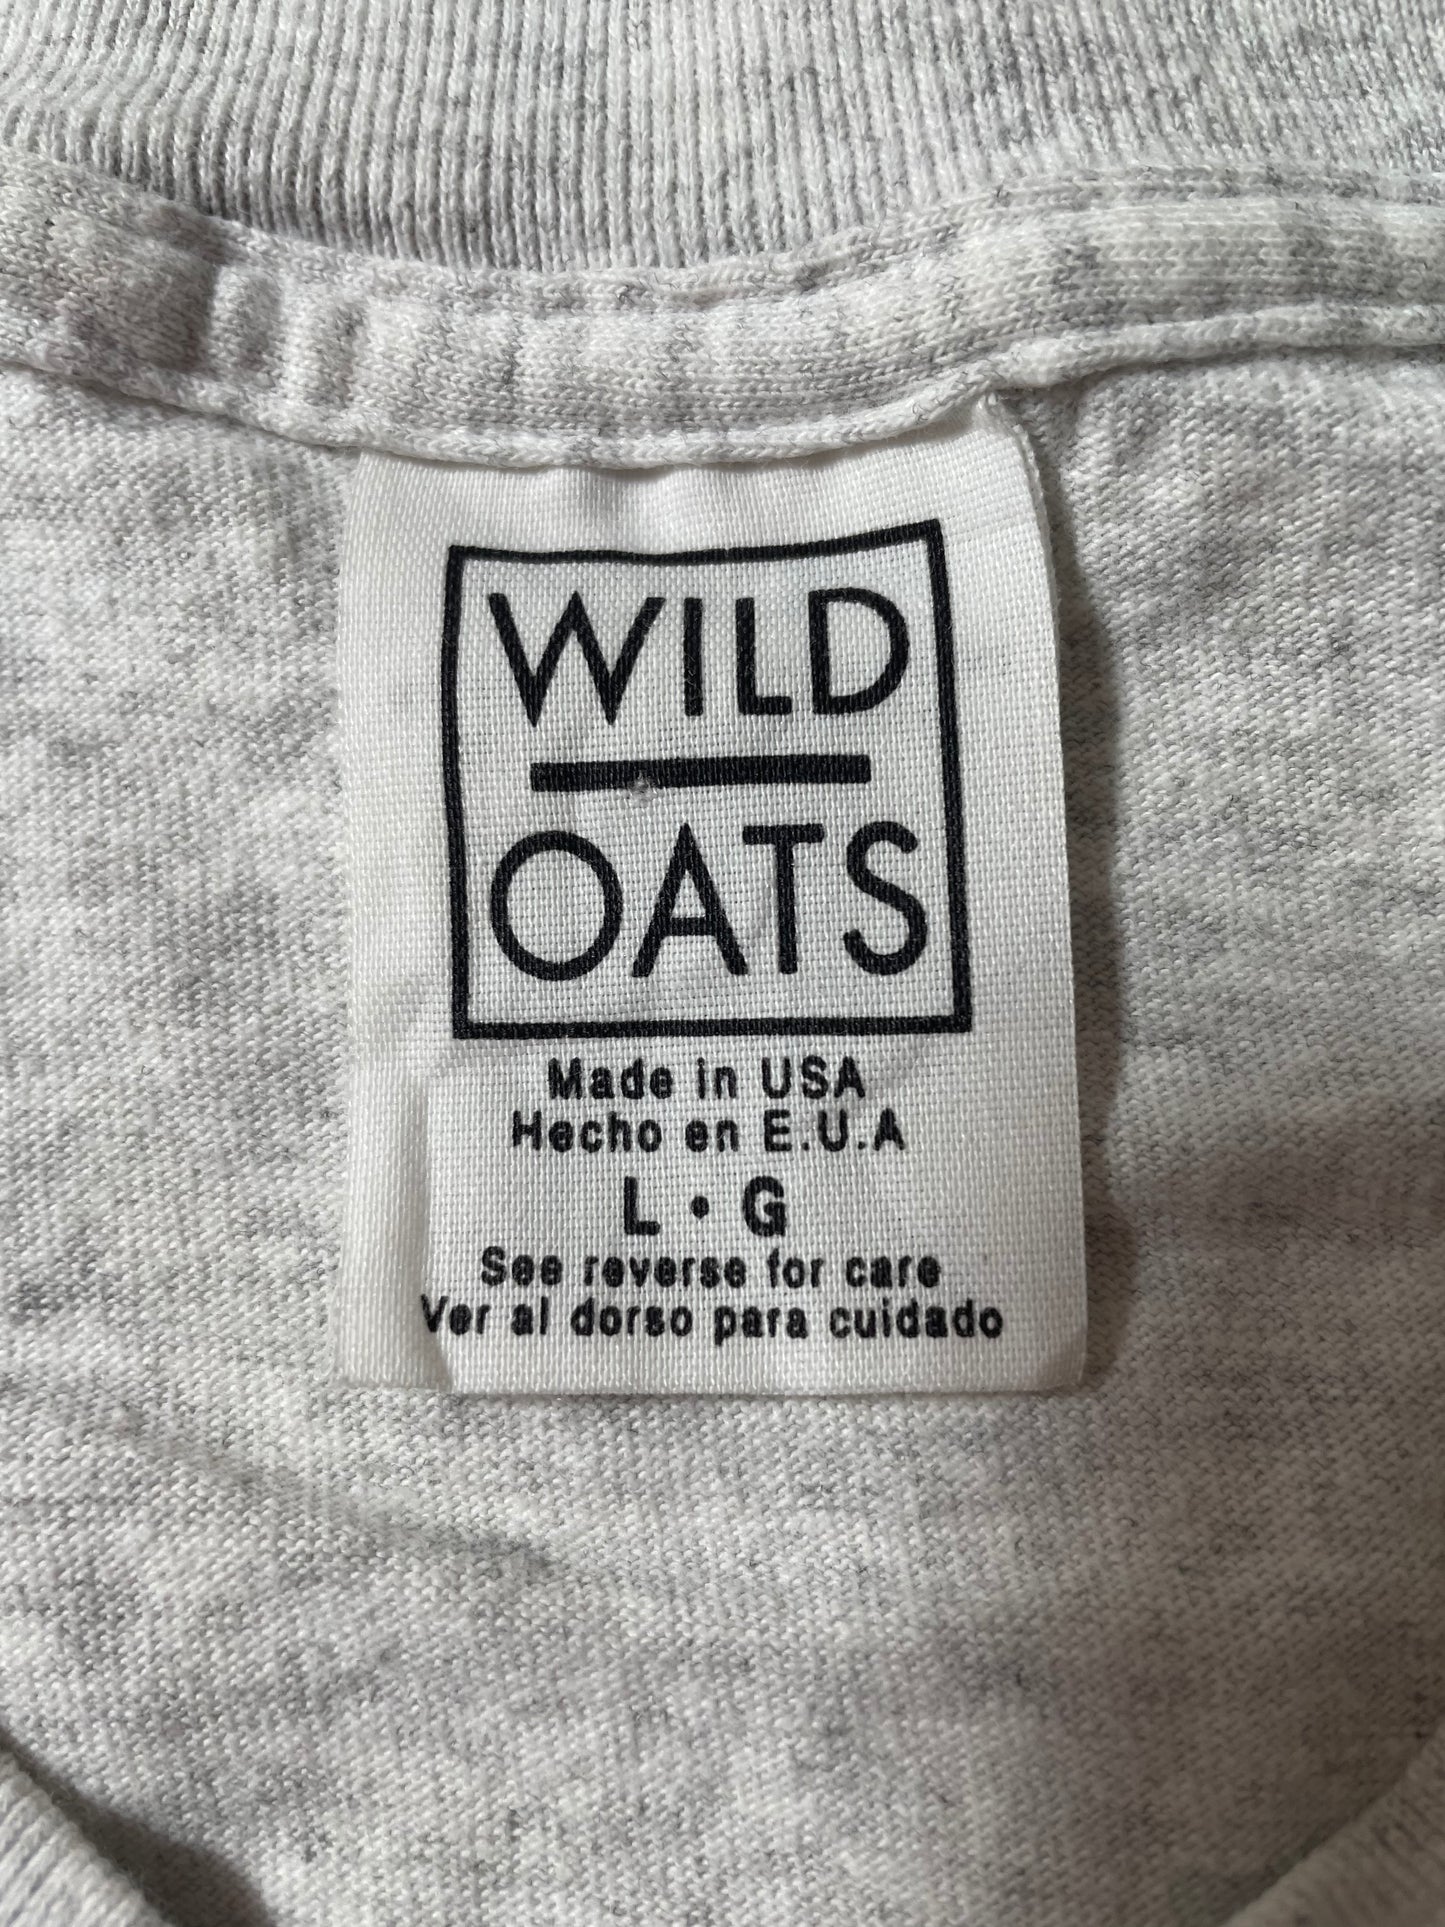 WILD
OATS
Made in USA
Hecho en E.U.A
L • G
See reverse for care
Ver al dorso para cuidado